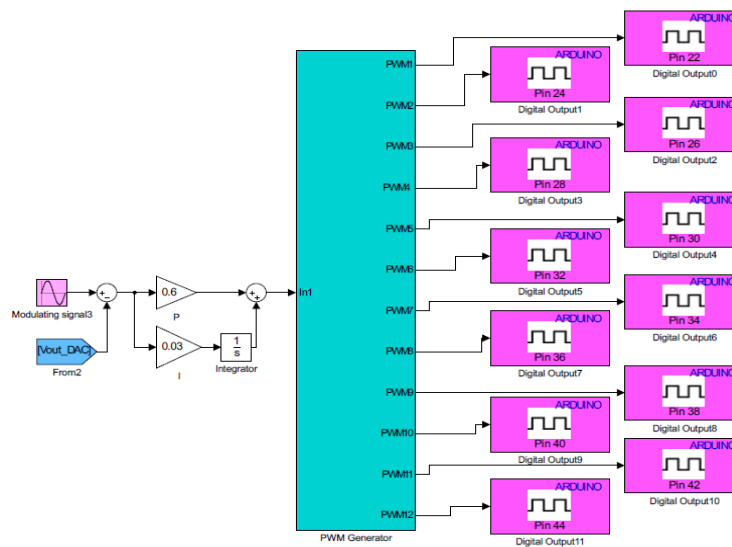 PWM1
ARDUINO
Pin 22
Digital Output0
PWM2
ARDUINO
Pin 24
Digital Output1
PWM3
ARDUINO
Pin 26
Digital Output2
PWM4
ARDUINO
Pin 28
Digital Output3
PWM5
ARDUINO
Pin 30
Digital Output4
PWM6
ARDUINO
Pin 32
Digital Output5
PWM7
ARDUINO
Pin 34
Digital Output6
PWM8
ARDUINO
Pin 36
Digital Output7
PWM9
ARDUINO
Pin 38
Digital Output8
PWM10
ARDUINO
Pin 40
Digital Output9
PWM11
ARDUINO
Pin 42
Digital Output10
PWM12
ARDUINO
Pin 44
Digital Output11
In1
PWM Generator
Modulating signal3
+
−
0.6
P
+
+
[Vout_DAC]
From2
0.03
I
1
s
Integrator